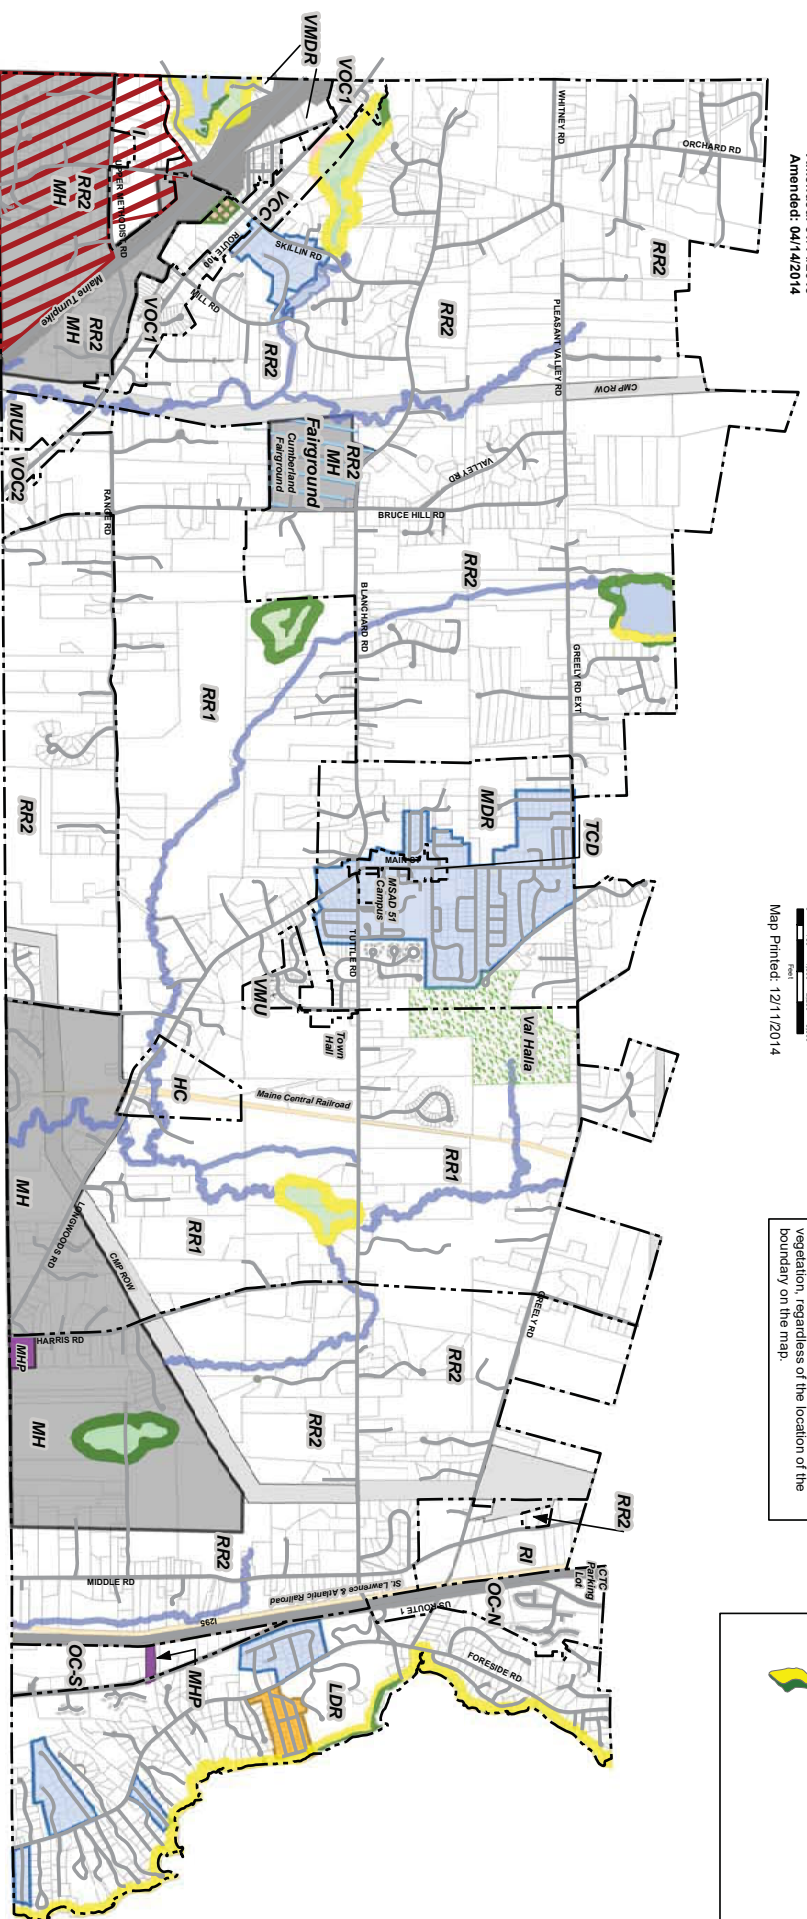 Amended: 04/14/2014
Map Printed: 12/11/2014
Feet
vegetation, regardless of the location of the
boundary on the map.
VMDR
VOC1
VCC
I
UPPER METHODIST RD
RR2
MH
Maine Turnpike
RR2
MH
VOC1
ROUTE 100
MILL RD
SKILLIN RD
RR2
WHITNEY RD
ORCHARD RD
RR2
RR2
PLEASANT VALLEY RD
CMP ROW
MUZ
VOC2
RANGE RD
RR2
MH
Fairground
Cumberland
Fairground
VALLEY RD
BRUCE HILL RD
RR2
BLANCHARD RD
GREELY RD EXT
RR1
RR2
MDR
TCD
MAIN ST
MSAD 51
Campus
TUTTLE RD
VMU
Town
Hall
Val Halla
HC
Maine Central Railroad
RR1
RR1
MH
LONGWOODS RD
CMP ROW
HARRIS RD
MHP
MH
GREELY RD
RR2
RR2
RR2
RR2
RI
CTC
Parking
Lot
OC-N
MIDDLE RD
St. Lawrence & Atlantic Railroad
I295
US ROUTE 1
FORESIDE RD
OC-S
MHP
LDR